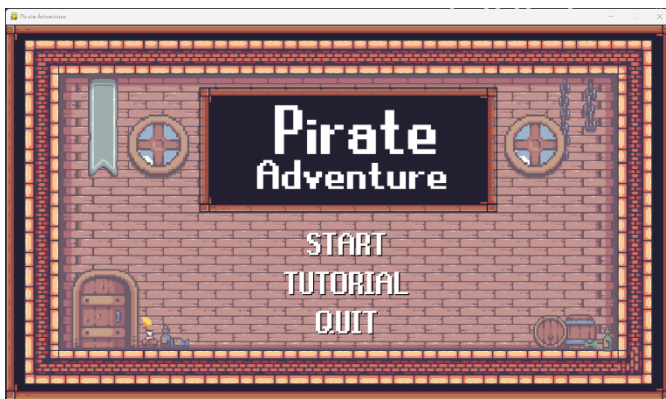 Pirate Adventure
Pirate
Adventure
START
TUTORIAL
QUIT